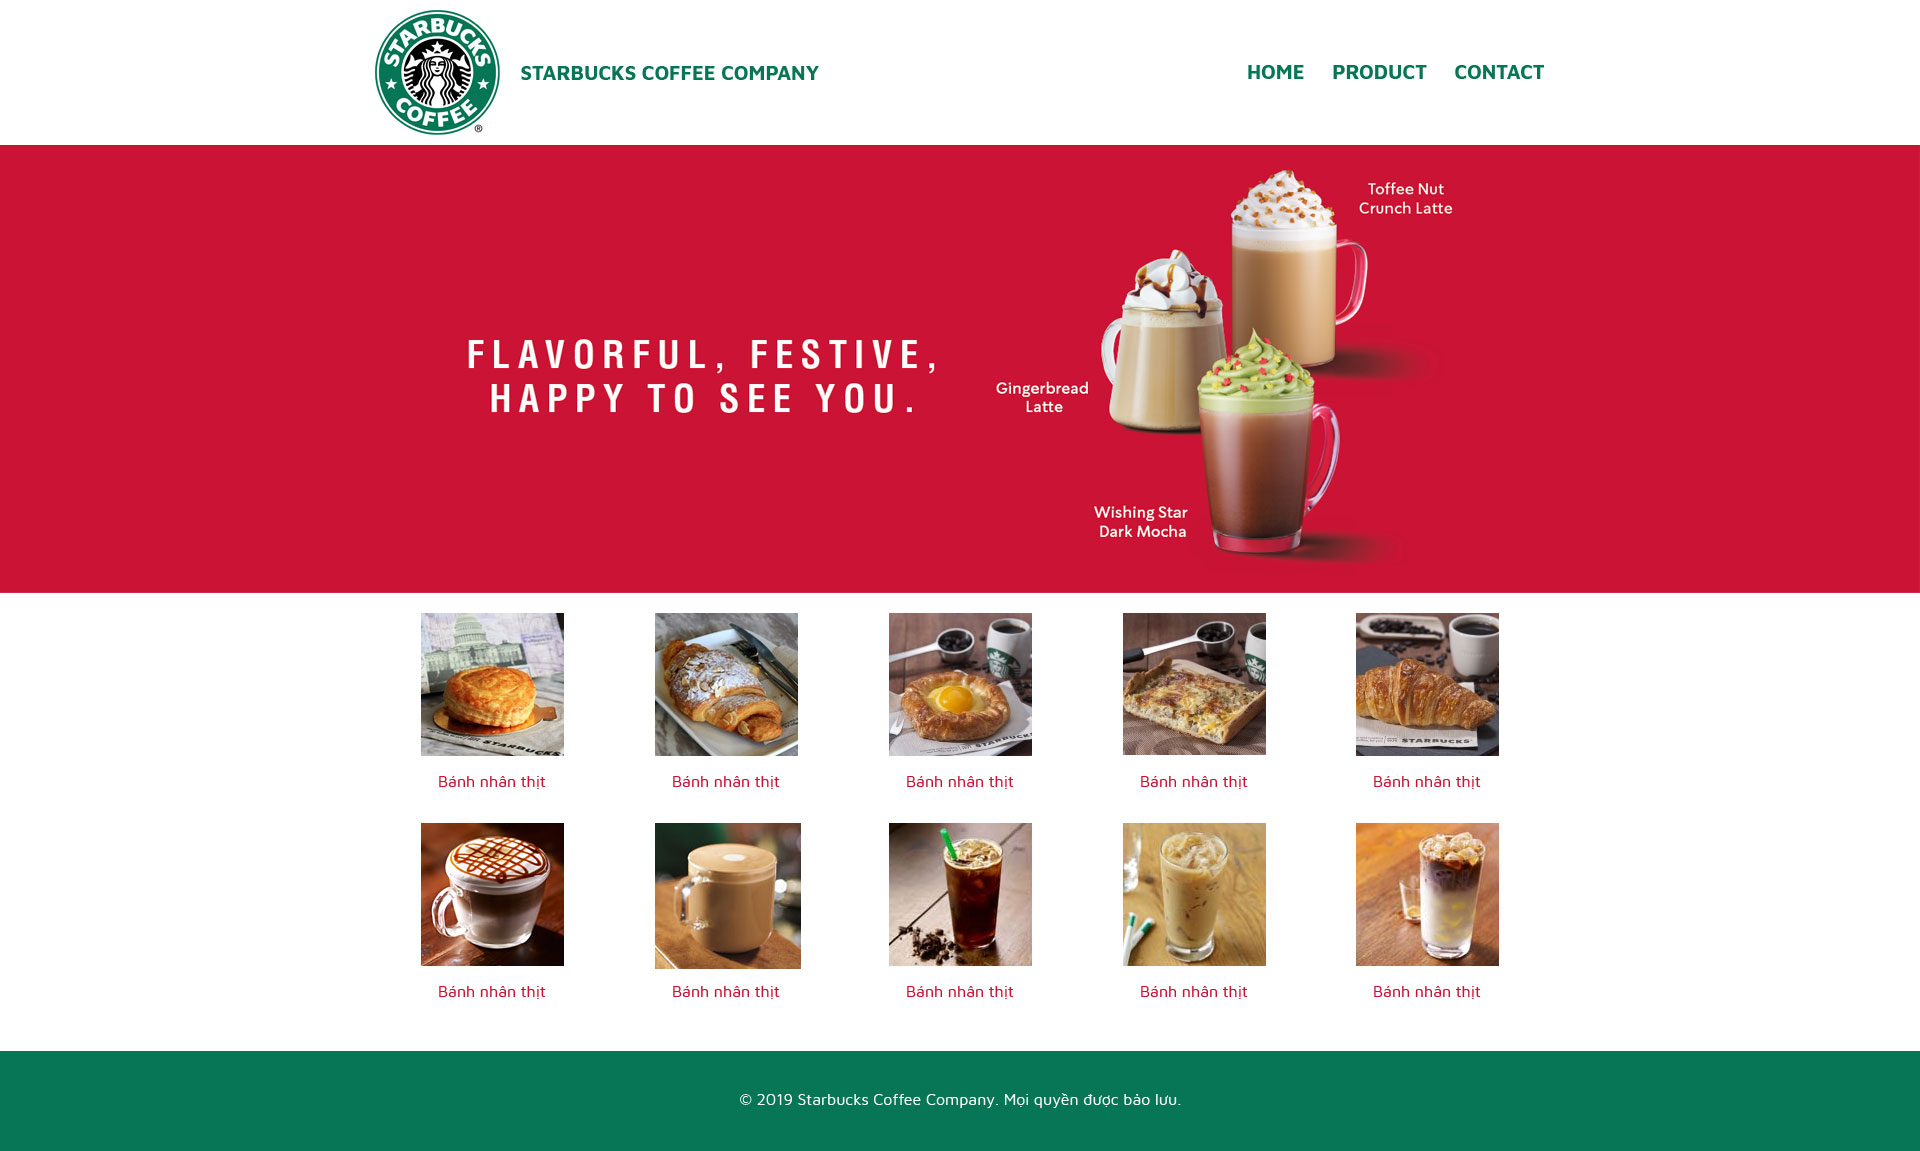 STARBUCKS
COFFEE
®
STARBUCKS COFFEE COMPANY
HOME PRODUCT CONTACT
Toffee Nut
Crunch Latte
FLAVORFUL, FESTIVE,
HAPPY TO SEE YOU.
Gingerbread
Latte
Wishing Star
Dark Mocha
STARBUCKS
STARBUCKS
STARBUCKS
Bánh nhân thịt Bánh nhân thịt Bánh nhân thịt Bánh nhân thịt Bánh nhân thịt
Bánh nhân thịt Bánh nhân thịt Bánh nhân thịt Bánh nhân thịt Bánh nhân thịt
© 2019 Starbucks Coffee Company. Mọi quyền được bảo lưu.